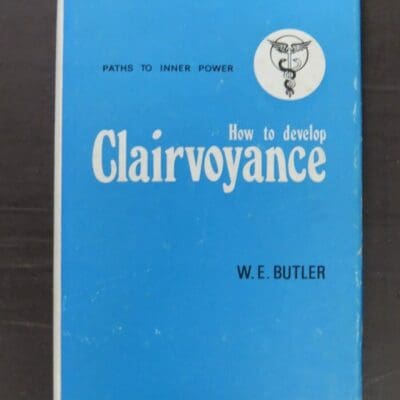 PATHS TO INNER POWER
How to develop
Clairvoyance
W. E. BUTLER